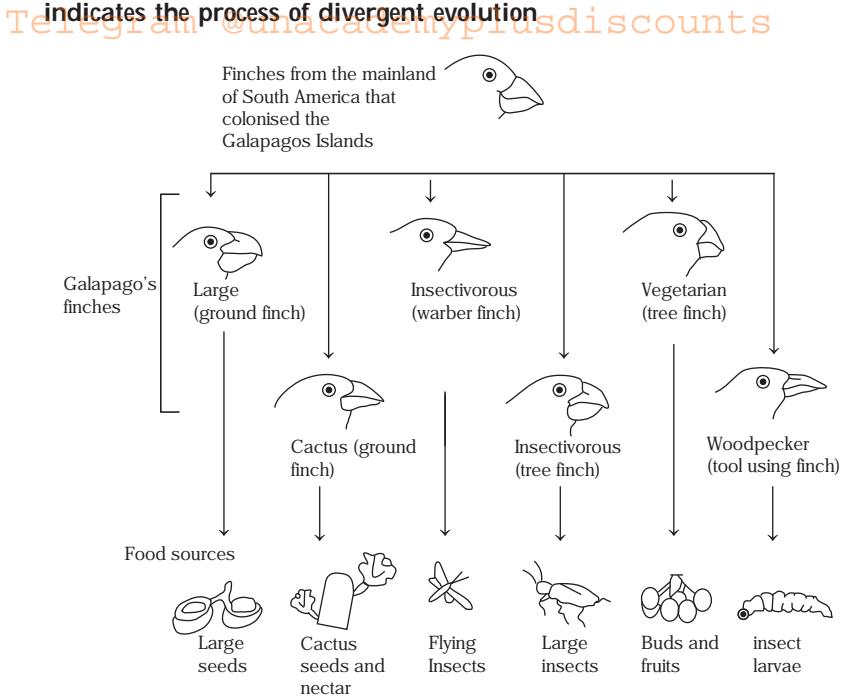 indicates the process of divergent evolution
Telegram @unacademyplusdiscounts
Finches from the mainland
of South America that
colonised the
Galapagos Islands
Galapago's
finches
Large
(ground finch)
Insectivorous
(warber finch)
Vegetarian
(tree finch)
Cactus (ground
finch)
Insectivorous
(tree finch)
Woodpecker
(tool using finch)
Food sources
Large
seeds
Cactus
seeds and
nectar
Flying
Insects
Large
insects
Buds and
fruits
insect
larvae